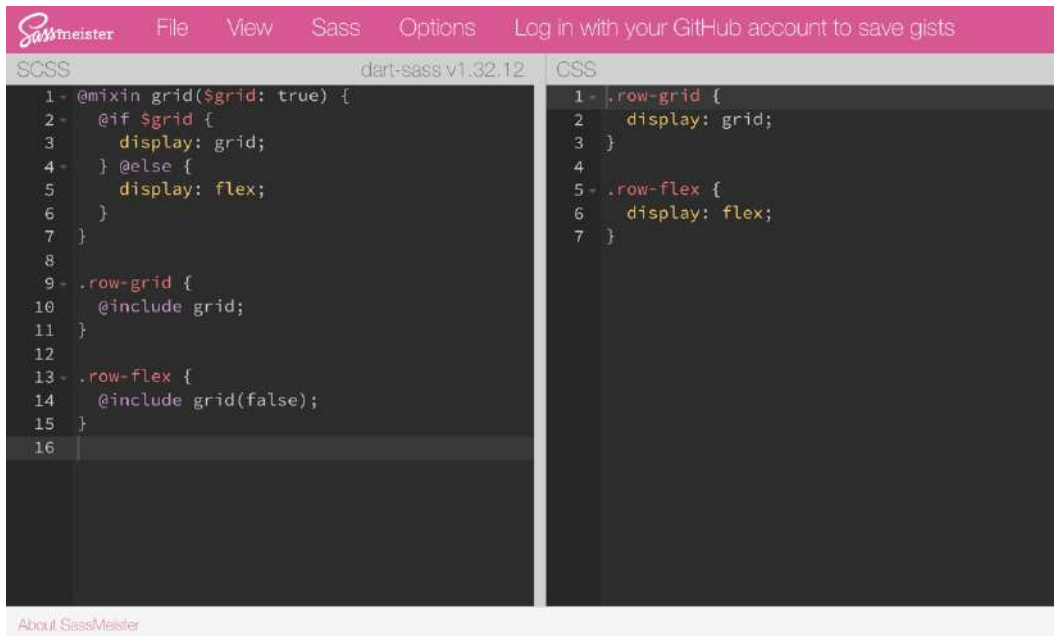 Sassmeister File View Sass Options Log in with your GitHub account to save gists
SCSS dart-sass v1.32.12
1 @mixin grid($grid: true) {
2 @if $grid {
3 display: grid;
4 } @else {
5 display: flex;
6 }
7 }
8
9 .row-grid {
10 @include grid;
11 }
12
13 .row-flex {
14 @include grid(false);
15 }
16
CSS
1 .row-grid {
2 display: grid;
3 }
4
5 .row-flex {
6 display: flex;
7 }
About SassMeister